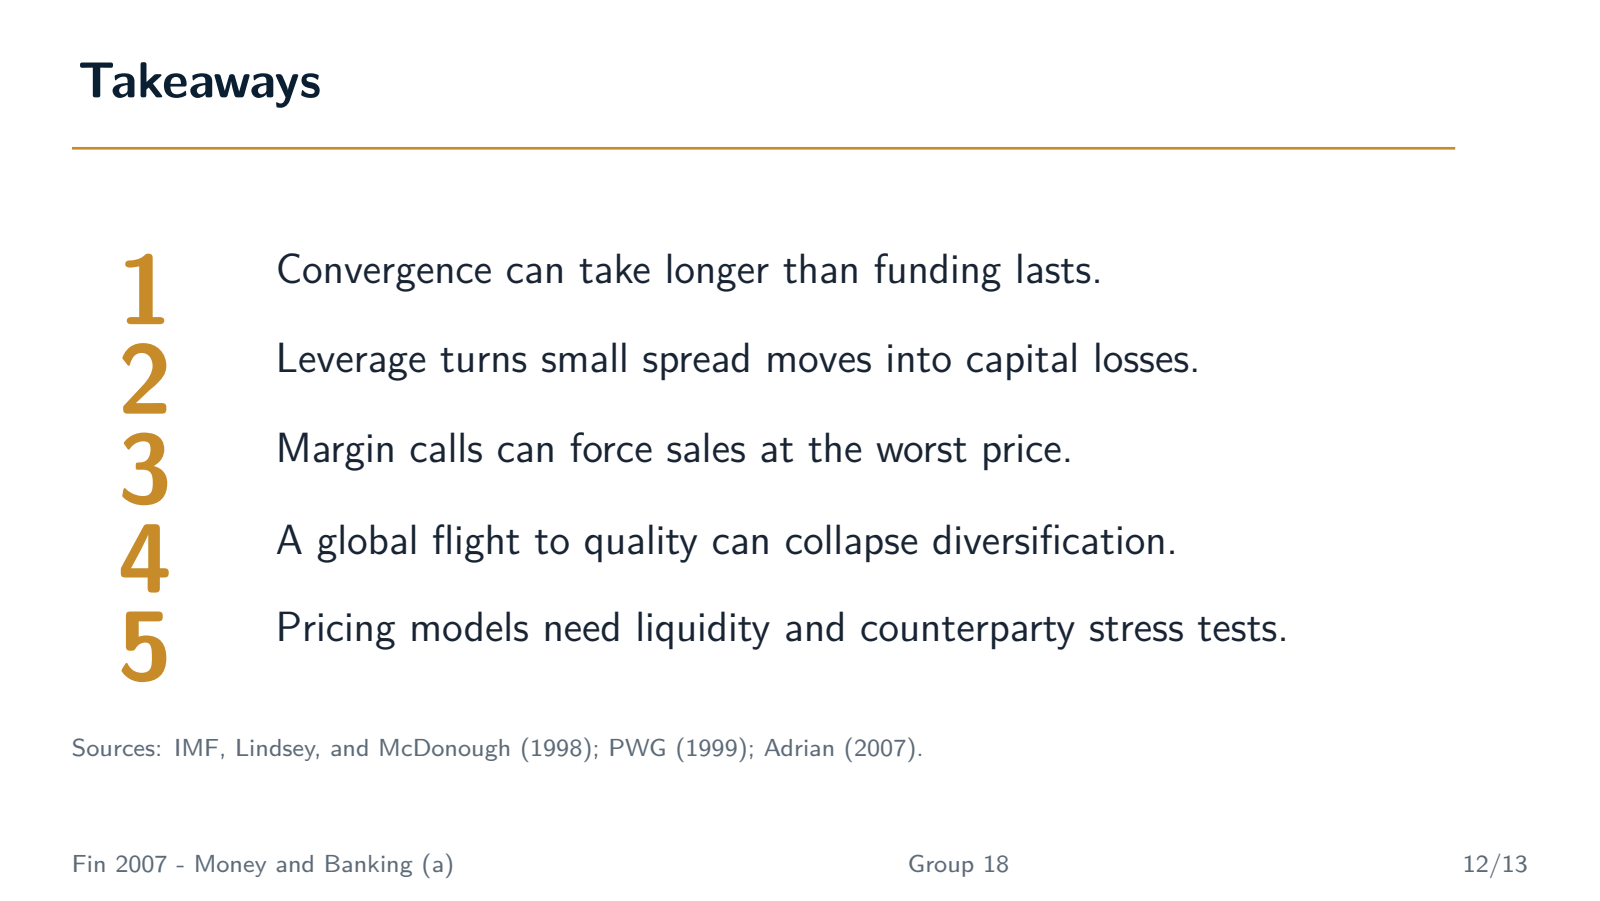 Takeaways
1 Convergence can take longer than funding lasts.
2 Leverage turns small spread moves into capital losses.
3 Margin calls can force sales at the worst price.
4 A global flight to quality can collapse diversification.
5 Pricing models need liquidity and counterparty stress tests.
Sources: IMF, Lindsey, and McDonough (1998); PWG (1999); Adrian (2007).
Fin 2007 - Money and Banking (a) Group 18 12/13